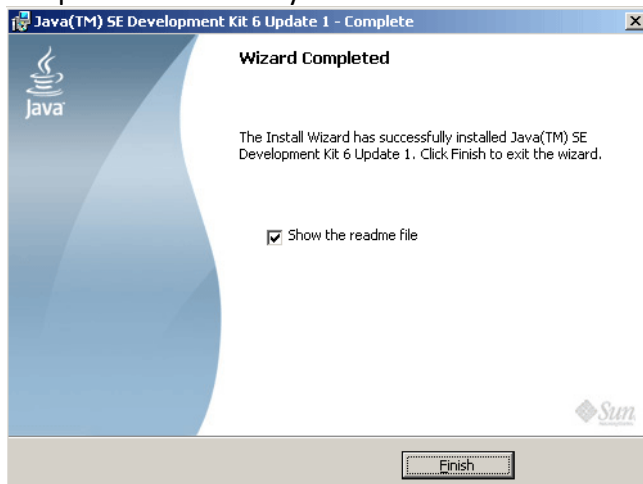 Java(TM) SE Development Kit 6 Update 1 - Complete
Java
Wizard Completed
The Install Wizard has successfully installed Java(TM) SE
Development Kit 6 Update 1. Click Finish to exit the wizard.
Show the readme file
Sun
Finish